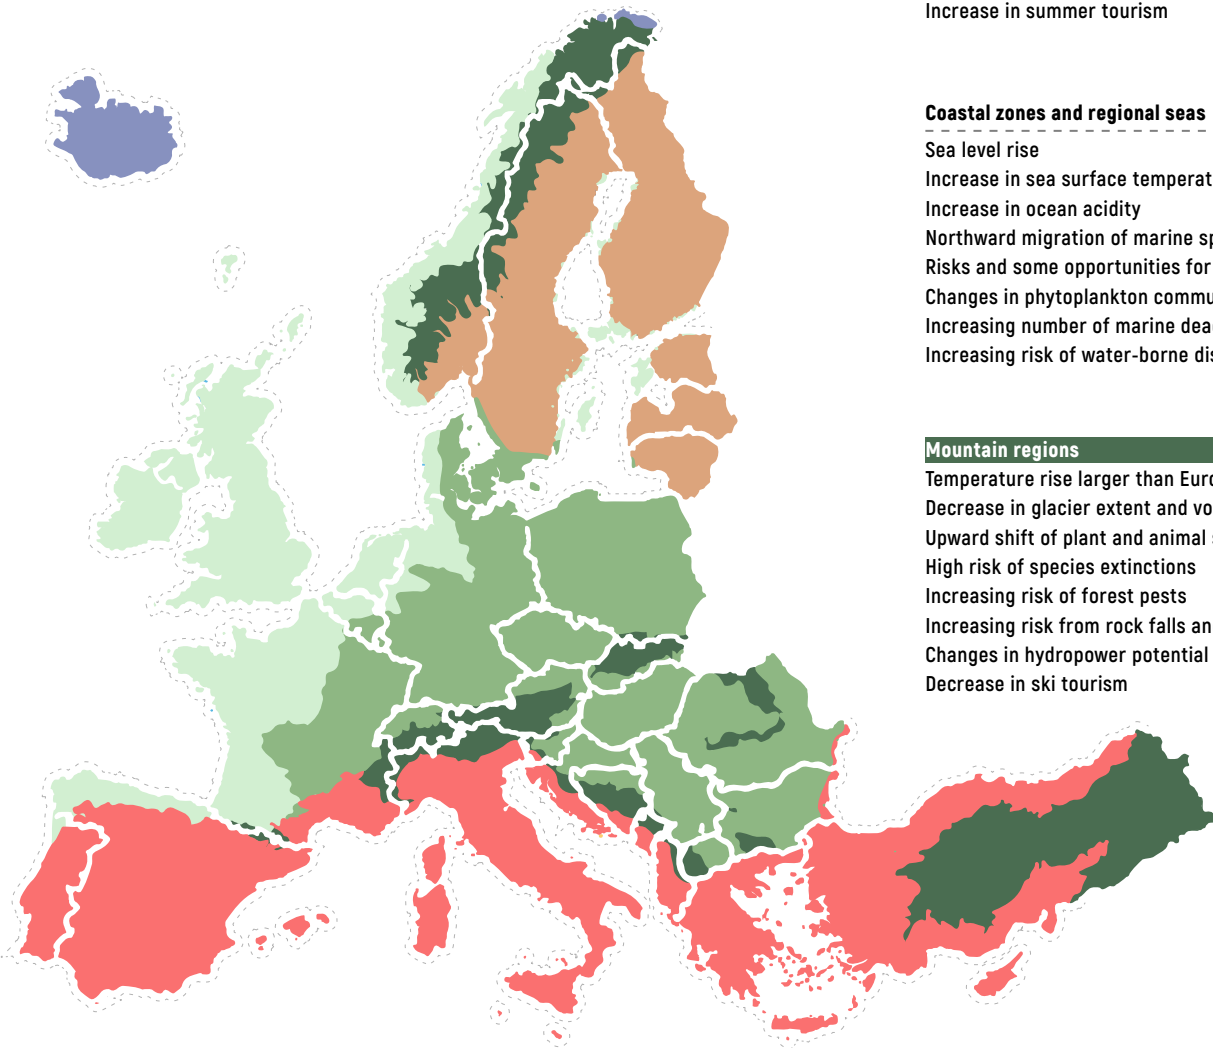 Increase in summer tourism
Coastal zones and regional seas
Sea level rise
Increase in sea surface temperat
Increase in ocean acidity
Northward migration of marine sp
Risks and some opportunities for
Changes in phytoplankton commu
Increasing number of marine dea
Increasing risk of water-borne dis
Mountain regions
Temperature rise larger than Euro
Decrease in glacier extent and vo
Upward shift of plant and animal
High risk of species extinctions
Increasing risk of forest pests
Increasing risk from rock falls an
Changes in hydropower potential
Decrease in ski tourism